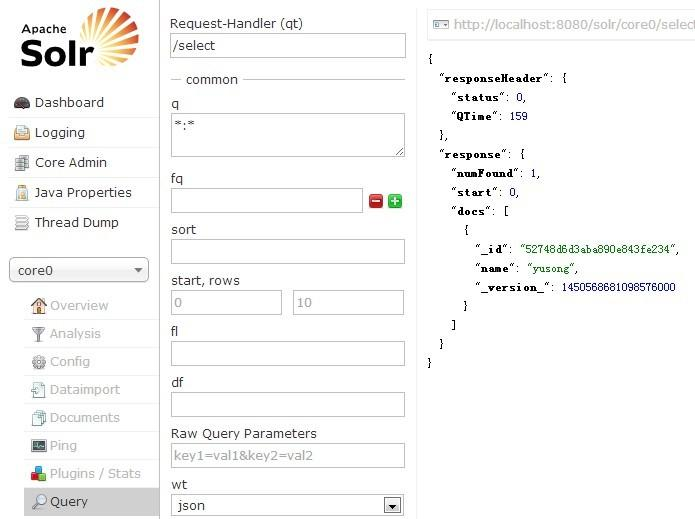 Apache
Solr
Dashboard
Logging
Core Admin
Java Properties
Thread Dump
core0
Overview
Analysis
Config
Dataimport
Documents
Ping
Plugins / Stats
Query
Request-Handler (qt)
/select
common
q
*:*
fq
sort
start, rows
0 10
fl
df
Raw Query Parameters
key1=val1&key2=val2
wt
json
http://localhost:8080/solr/core0/select
{
"responseHeader": {
"status": 0,
"QTime": 159
},
"response": {
"numFound": 1,
"start": 0,
"docs": [
{
"_id": "52748d6d3aba890e843fe234",
"name": "yusong",
"_version_": 1450568681098576000
}
]
}
}